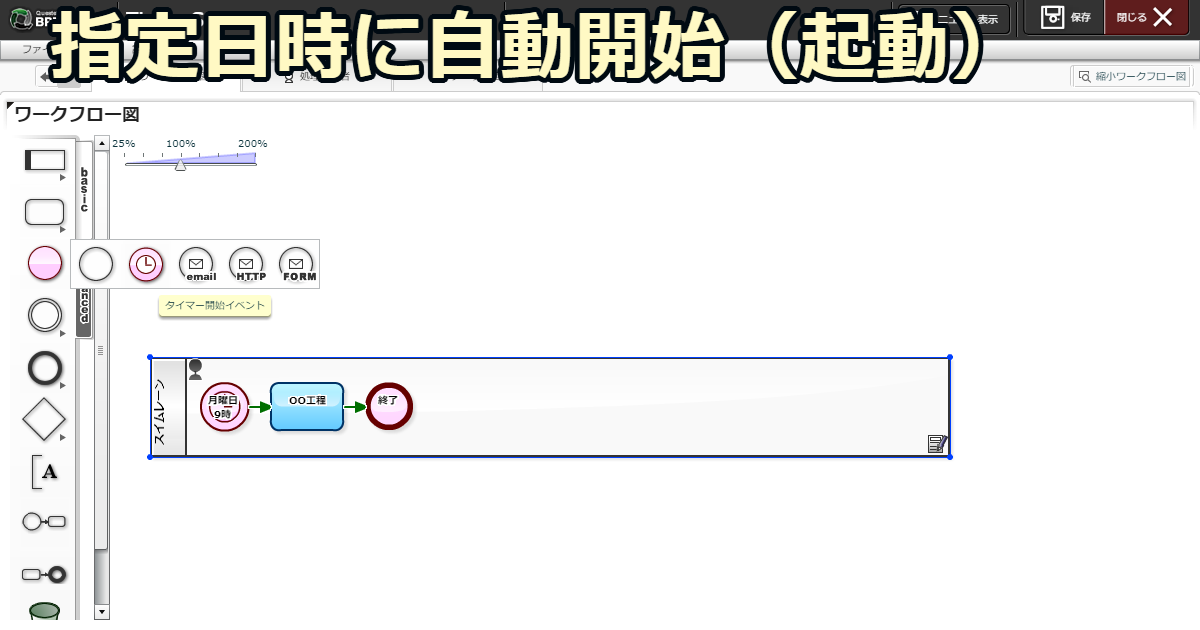 指定日時に自動開始（起動）
表示
保存
閉じる
縮小ワークフロー図
ワークフロー図
25% 100% 200%
basic
email
HTTP
FORM
タイマー開始イベント
スイムレーン
月曜日
9時
〇〇工程
終了
A